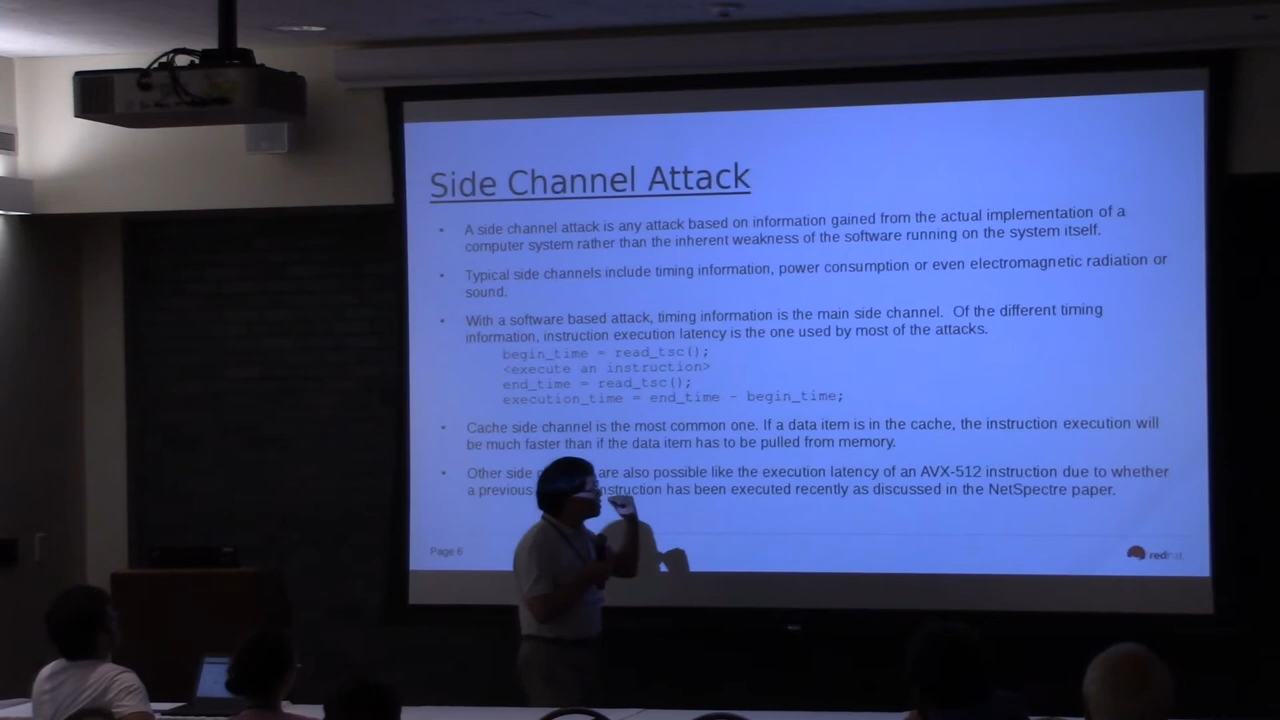 Side Channel Attack
• A side channel attack is any attack based on information gained from the actual implementation of a
computer system rather than the inherent weakness of the software running on the system itself.
• Typical side channels include timing information, power consumption or even electromagnetic radiation or
sound.
• With a software based attack, timing information is the main side channel. Of the different timing
information, instruction execution latency is the one used by most of the attacks.
begin_time = read_tsc();
<execute an instruction>
end_time = read_tsc();
execution_time = end_time - begin_time;
• Cache side channel is the most common one. If a data item is in the cache, the instruction execution will
be much faster than if the data item has to be pulled from memory.
• Other side are also possible like the execution latency of an AVX-512 instruction due to whether
a previous instruction has been executed recently as discussed in the NetSpectre paper.
Page 6
redhat.